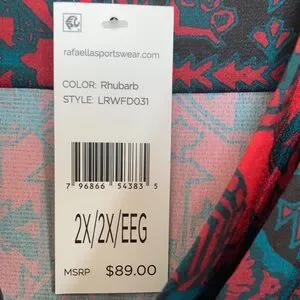 rafaellasportswear.com
COLOR: Rhubarb
STYLE: LRWFD031
7 96866 54383 5
2X/2X/EEG
MSRP $89.00